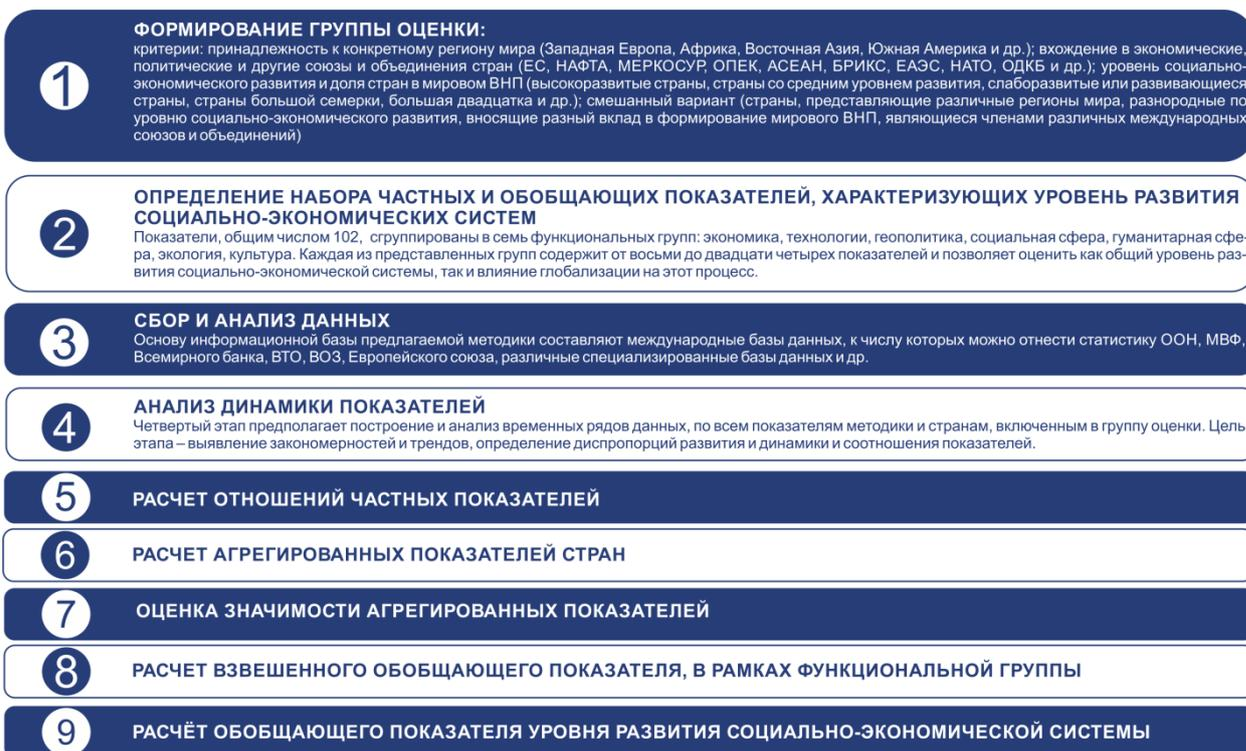 1
ФОРМИРОВАНИЕ ГРУППЫ ОЦЕНКИ:
критерии: принадлежность к конкретному региону мира (Западная Европа, Африка, Восточная Азия, Южная Америка и др.); вхождение в экономические,
политические и другие союзы и объединения стран (ЕС, НАФТА, МЕРКОСУР, ОПЕК, АСЕАН, БРИКС, ЕАЭС, НАТО, ОДКБ и др.); уровень социально-
экономического развития и доля стран в мировом ВНП (высокоразвитые страны, страны со средним уровнем развития, слаборазвитые или развивающиеся
страны, страны большой семерки, большая двадцатка и др.); смешанный вариант (страны, представляющие различные регионы мира, разнородные по
уровню социально-экономического развития, вносящие разный вклад в формирование мирового ВНП, являющиеся членами различных международных
союзов и объединений)
2
ОПРЕДЕЛЕНИЕ НАБОРА ЧАСТНЫХ И ОБОБЩАЮЩИХ ПОКАЗАТЕЛЕЙ, ХАРАКТЕРИЗУЮЩИХ УРОВЕНЬ РАЗВИТИЯ
СОЦИАЛЬНО-ЭКОНОМИЧЕСКИХ СИСТЕМ
Показатели, общим числом 102, сгруппированы в семь функциональных групп: экономика, технологии, геополитика, социальная сфера, гуманитарная сфе-
ра, экология, культура. Каждая из представленных групп содержит от восьми до двадцати четырех показателей и позволяет оценить как общий уровень раз-
вития социально-экономической системы, так и влияние глобализации на этот процесс.
3
СБОР И АНАЛИЗ ДАННЫХ
Основу информационной базы предлагаемой методики составляют международные базы данных, к числу которых можно отнести статистику ООН, МВФ,
Всемирного банка, ВТО, ВОЗ, Европейского союза, различные специализированные базы данных и др.
4
АНАЛИЗ ДИНАМИКИ ПОКАЗАТЕЛЕЙ
Четвертый этап предполагает построение и анализ временных рядов данных, по всем показателям методики и странам, включенным в группу оценки. Цель
этапа – выявление закономерностей и трендов, определение диспропорций развития и динамики и соотношения показателей.
5
РАСЧЕТ ОТНОШЕНИЙ ЧАСТНЫХ ПОКАЗАТЕЛЕЙ
6
РАСЧЕТ АГРЕГИРОВАННЫХ ПОКАЗАТЕЛЕЙ СТРАН
7
ОЦЕНКА ЗНАЧИМОСТИ АГРЕГИРОВАННЫХ ПОКАЗАТЕЛЕЙ
8
РАСЧЕТ ВЗВЕШЕННОГО ОБОБЩАЮЩЕГО ПОКАЗАТЕЛЯ, В РАМКАХ ФУНКЦИОНАЛЬНОЙ ГРУППЫ
9
РАСЧЁТ ОБОБЩАЮЩЕГО ПОКАЗАТЕЛЯ УРОВНЯ РАЗВИТИЯ СОЦИАЛЬНО-ЭКОНОМИЧЕСКОЙ СИСТЕМЫ